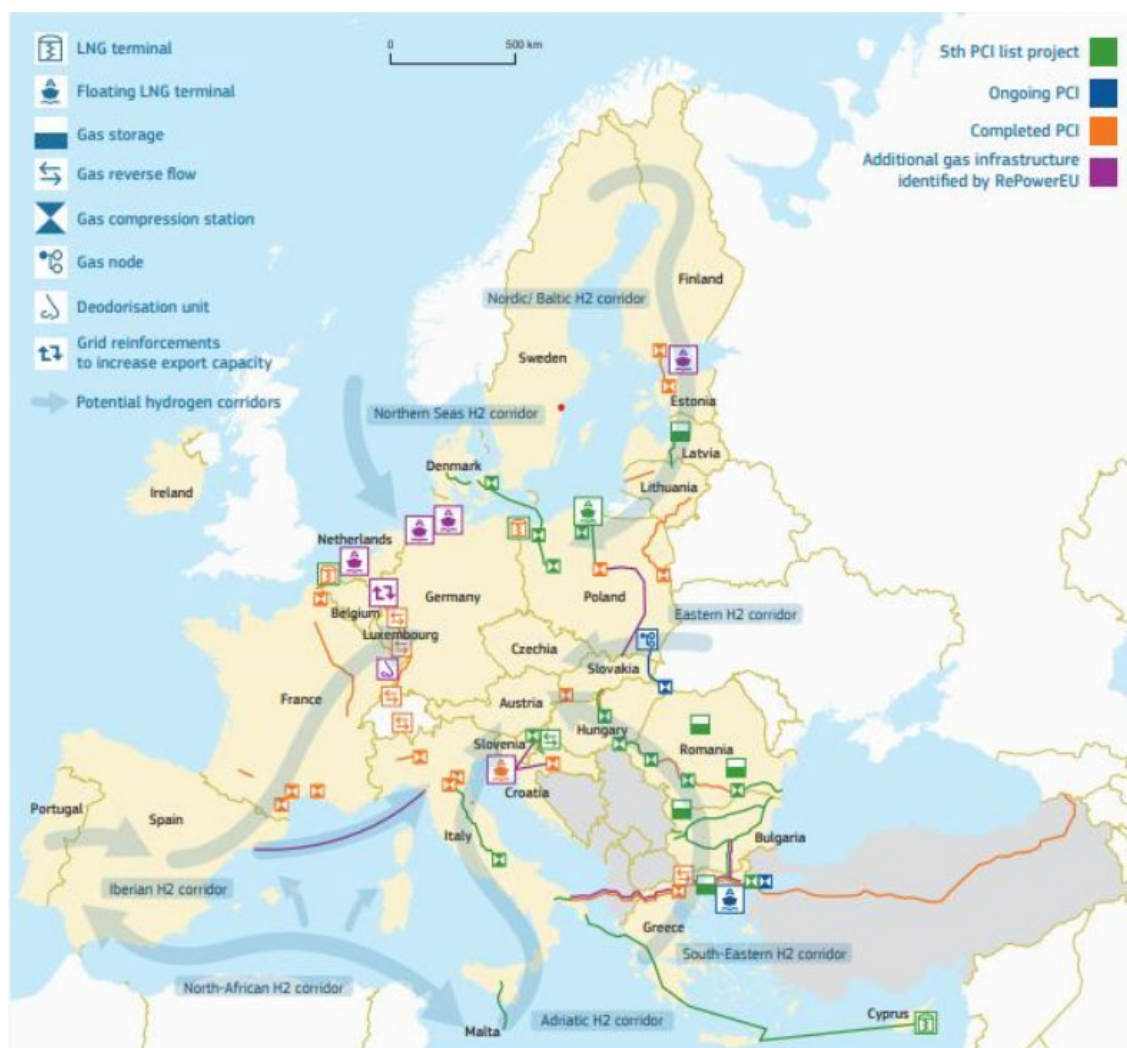 LNG terminal
Floating LNG terminal
Gas storage
Gas reverse flow
Gas compression station
Gas node
Deodorisation unit
Grid reinforcements
to increase export capacity
Potential hydrogen corridors
0 500 km
5th PCI list project
Ongoing PCI
Completed PCI
Additional gas infrastructure
identified by RePowerEU
Finland
Nordic/ Baltic H2 corridor
Sweden
Estonia
Northern Seas H2 corridor
Latvia
Denmark
Lithuania
Ireland
Netherlands
Germany
Poland
Belgium
Eastern H2 corridor
Luxembourg
Czechia
Slovakia
France
Austria
Hungary
Slovenia
Romania
Croatia
Portugal
Spain
Italy
Bulgaria
Iberian H2 corridor
Greece
South-Eastern H2 corridor
North-African H2 corridor
Cyprus
Malta
Adriatic H2 corridor